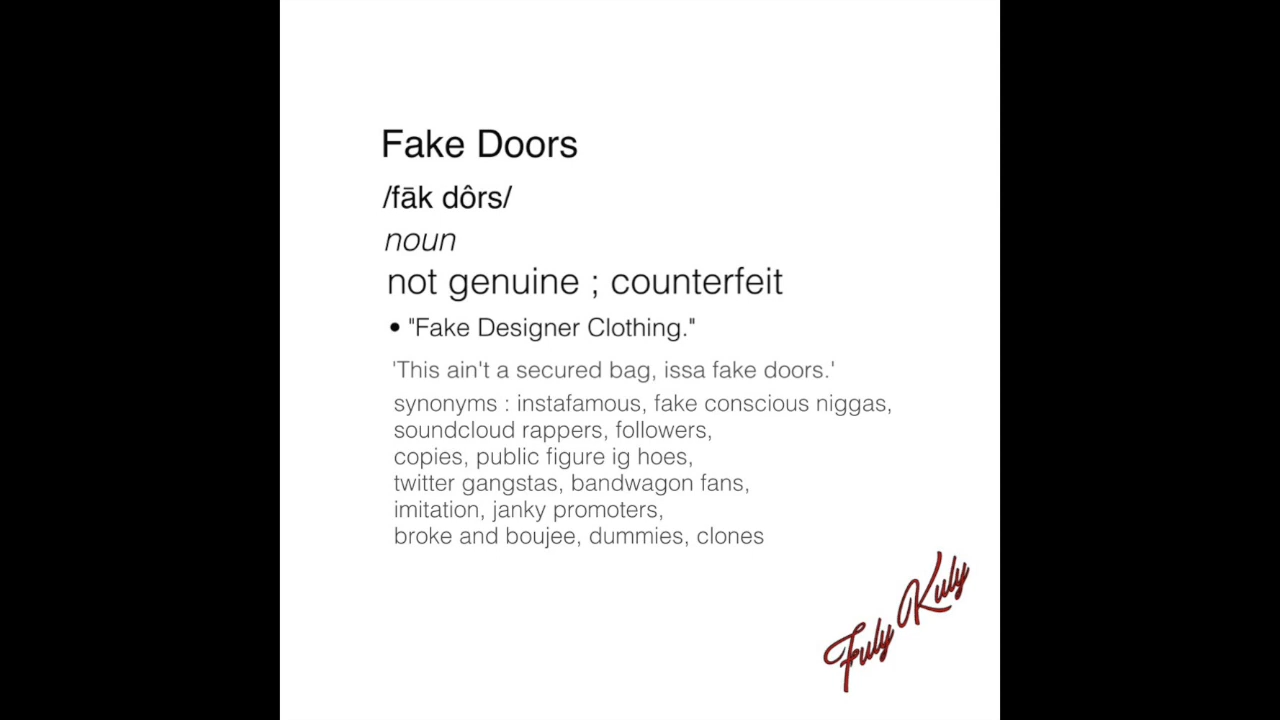 Fake Doors
/fāk dôrs/
noun
not genuine ; counterfeit
• "Fake Designer Clothing."
'This ain't a secured bag, issa fake doors.'
synonyms : instafamous, fake conscious niggas,
soundcloud rappers, followers,
copies, public figure ig hoes,
twitter gangstas, bandwagon fans,
imitation, janky promoters,
broke and boujee, dummies, clones
Fuly Kuly